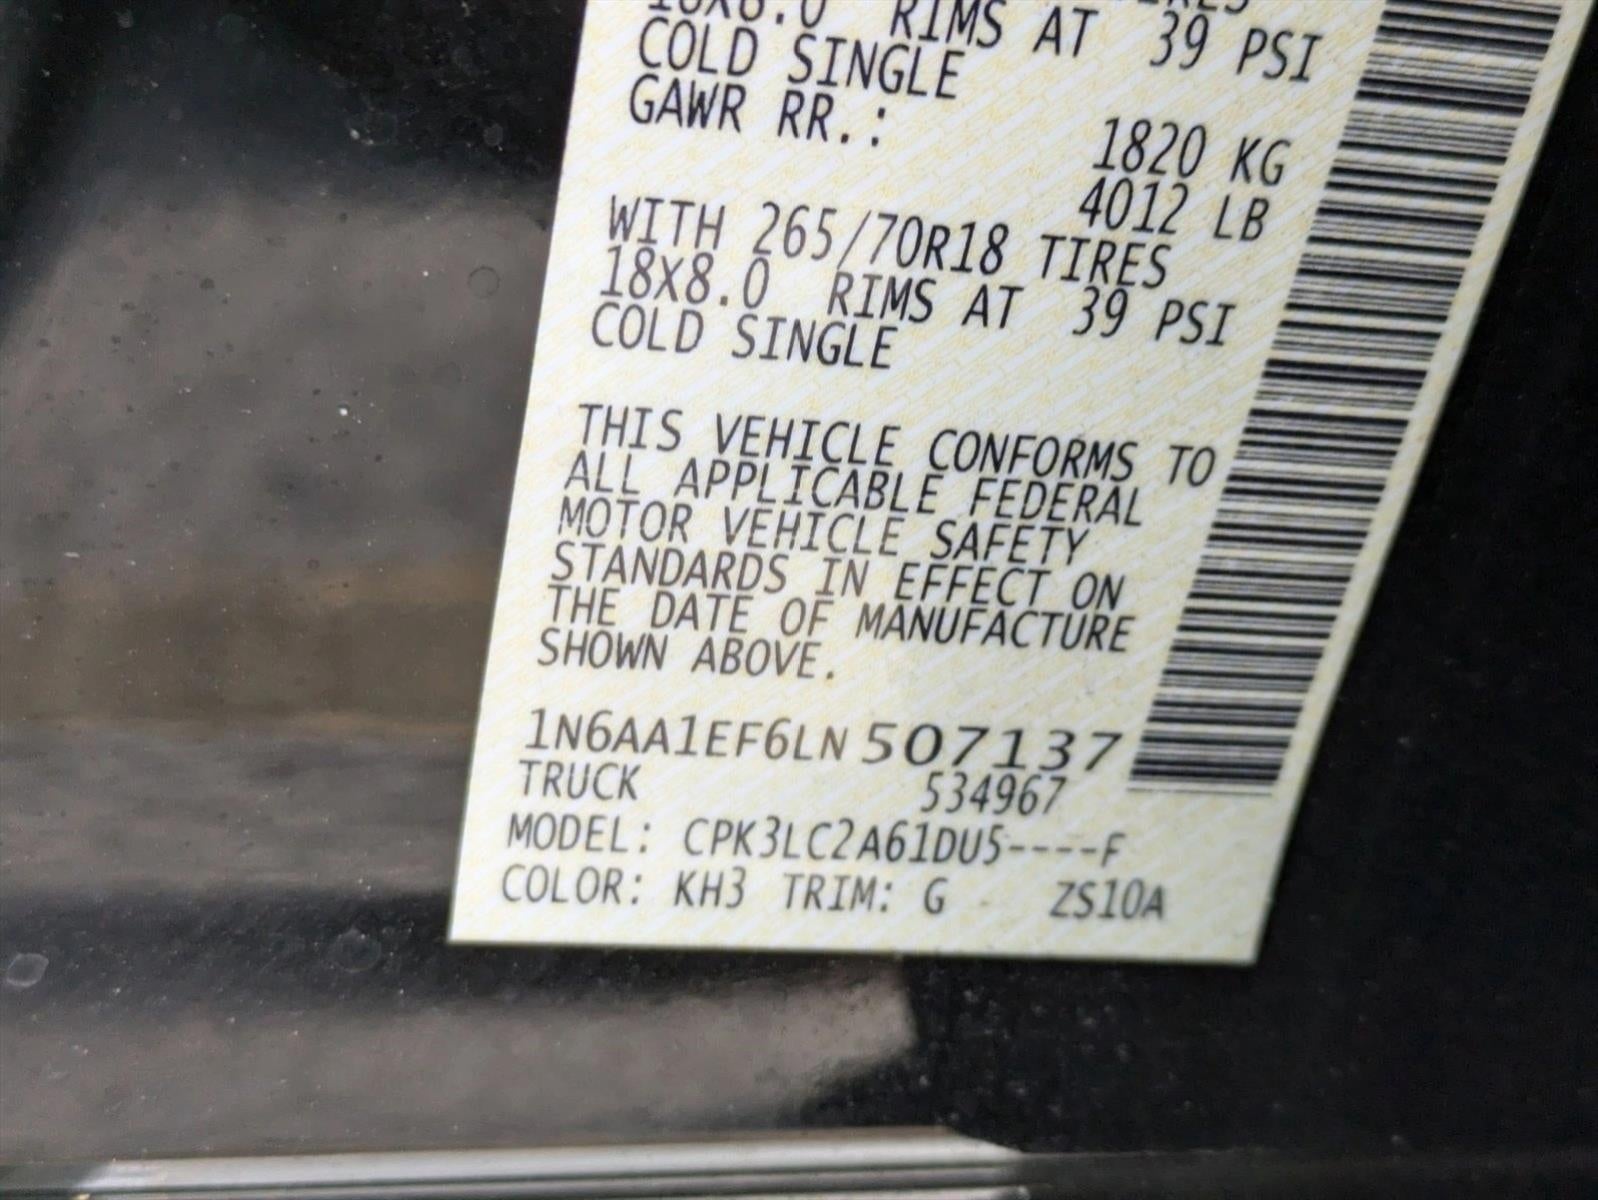 18X8.0 RIMS AT 39 PSI
COLD SINGLE
GAWR RR.:
1820 KG
4012 LB
WITH 265/70R18 TIRES
18X8.0 RIMS AT 39 PSI
COLD SINGLE
THIS VEHICLE CONFORMS TO
ALL APPLICABLE FEDERAL
MOTOR VEHICLE SAFETY
STANDARDS IN EFFECT ON
THE DATE OF MANUFACTURE
SHOWN ABOVE.
1N6AA1EF6LN507137
TRUCK 534967
MODEL: CPK3LC2A61DU5----F
COLOR: KH3 TRIM: G ZS10A